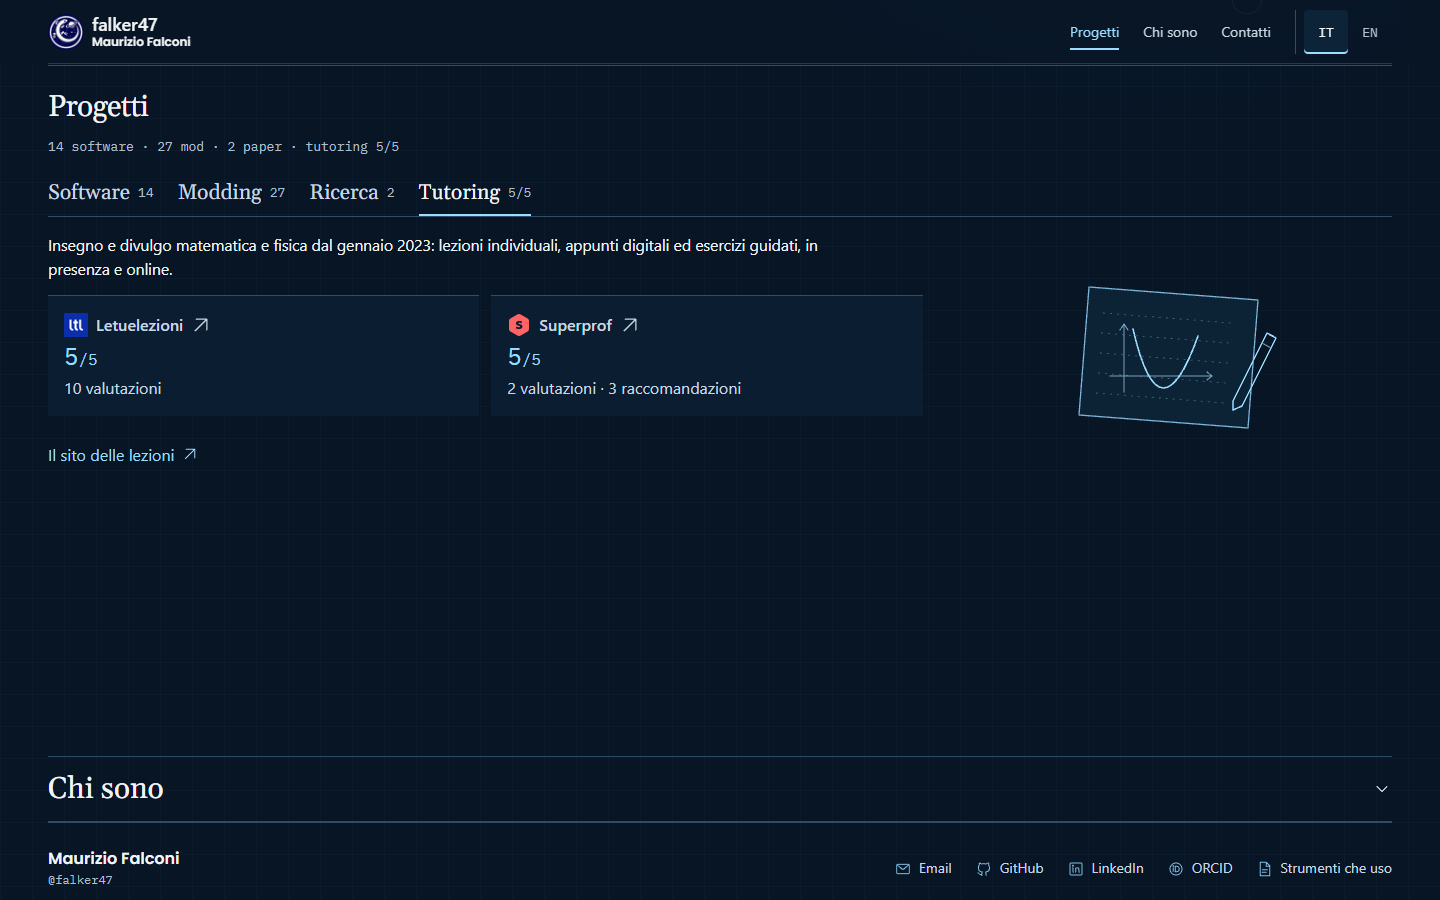 falker47
Maurizio Falconi
Progetti
Chi sono
Contatti
IT
EN
Progetti
14 software · 27 mod · 2 paper · tutoring 5/5
Software 14
Modding 27
Ricerca 2
Tutoring 5/5
Insegno e divulgo matematica e fisica dal gennaio 2023: lezioni individuali, appunti digitali ed esercizi guidati, in
presenza e online.
ltl Letuelezioni
5/5
10 valutazioni
S Superprof
5/5
2 valutazioni · 3 raccomandazioni
Il sito delle lezioni
Chi sono
Maurizio Falconi
@falker47
Email
GitHub
LinkedIn
ORCID
Strumenti che uso